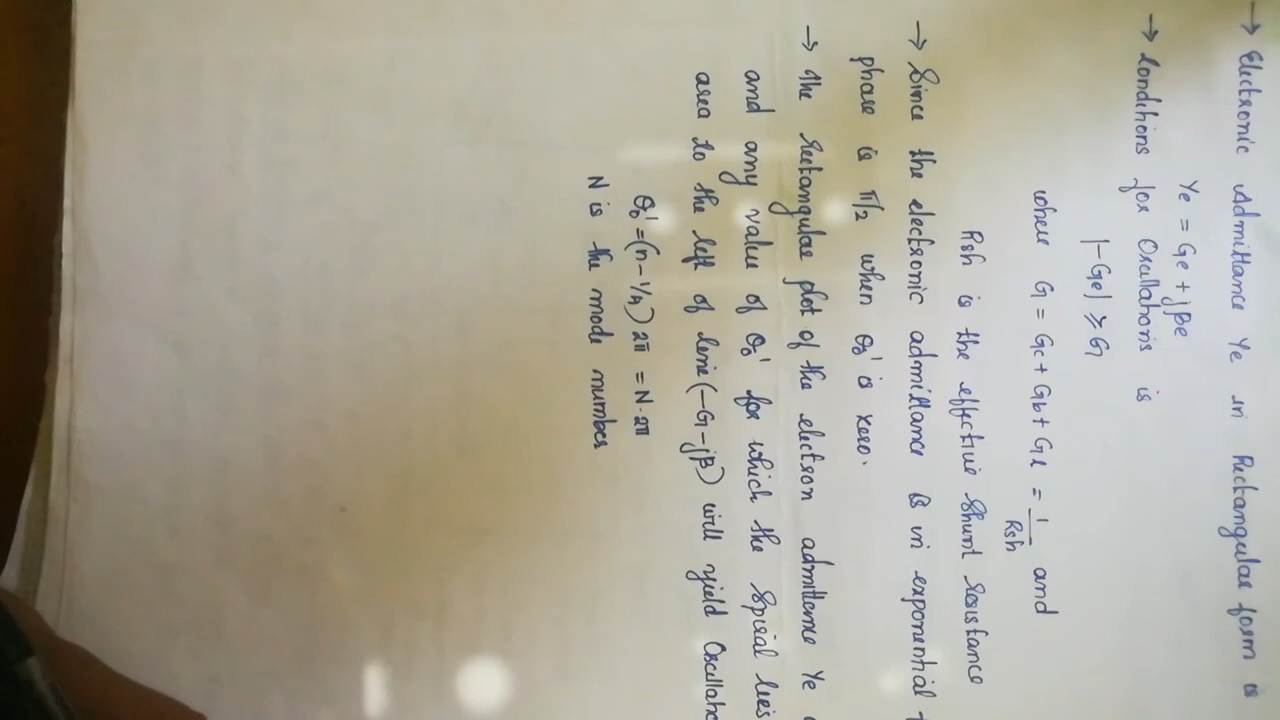 → Electronic Admittance Ye in Rectangular form is
Ye = Ge + jBe
→ Conditions for Oscillations is
|-Ge| ≥ G
where G = Gc + Gb + Gl = 1/Rsh and
Rsh is the effective Shunt resistance
→ Since the electronic admittance is in exponential
phase is π/2 when θ₀' is zero.
→ The rectangular plot of the electron admittance Ye
and any value of θ₀' for which the Spiral lies
area to the left of line (-G-jB) will yield
θ₀' = (n - 1/4) 2π = N·2π
N is the mode number